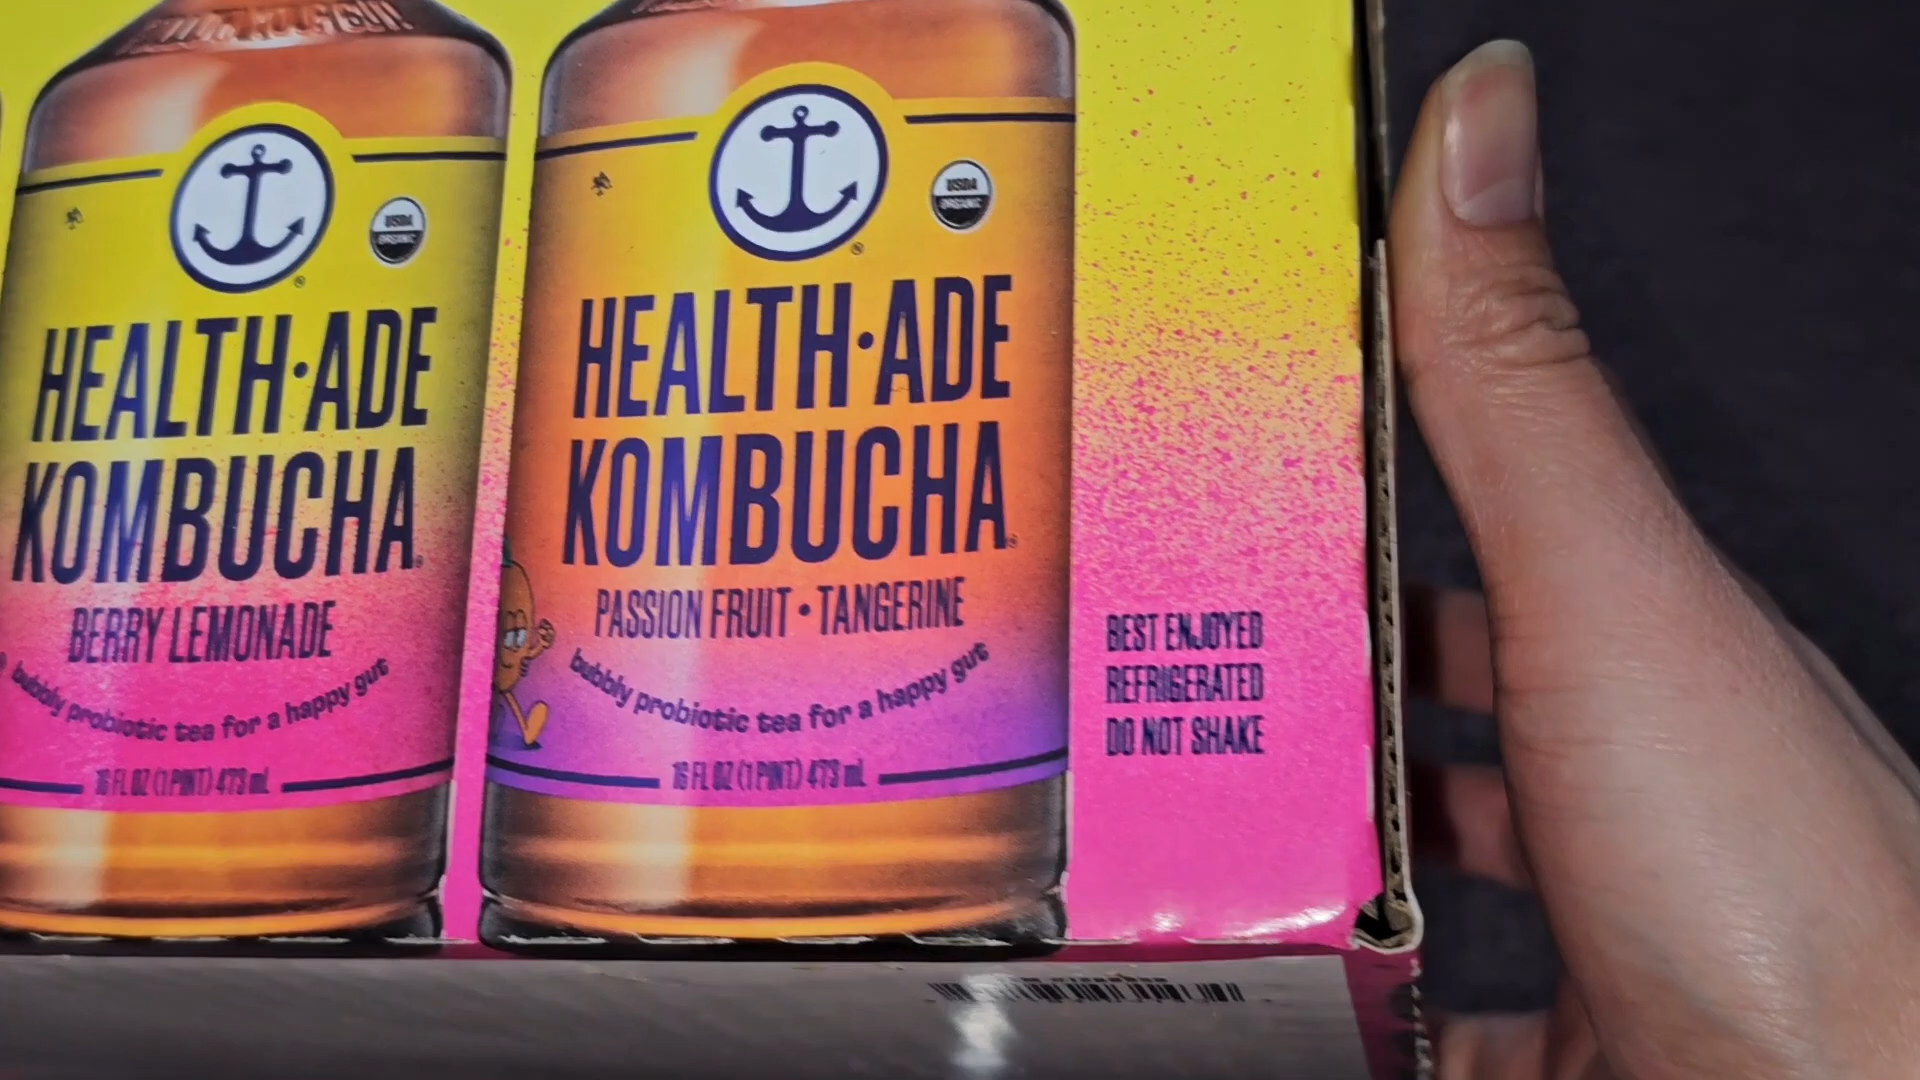 USDA
ORGANIC
HEALTH·ADE
KOMBUCHA®
BERRY LEMONADE
bubbly probiotic tea for a happy gut
16 FL OZ (1 PINT) 473 mL
USDA
ORGANIC
HEALTH·ADE
KOMBUCHA®
PASSION FRUIT • TANGERINE
bubbly probiotic tea for a happy gut
16 FL OZ (1 PINT) 473 mL
BEST ENJOYED
REFRIGERATED
DO NOT SHAKE